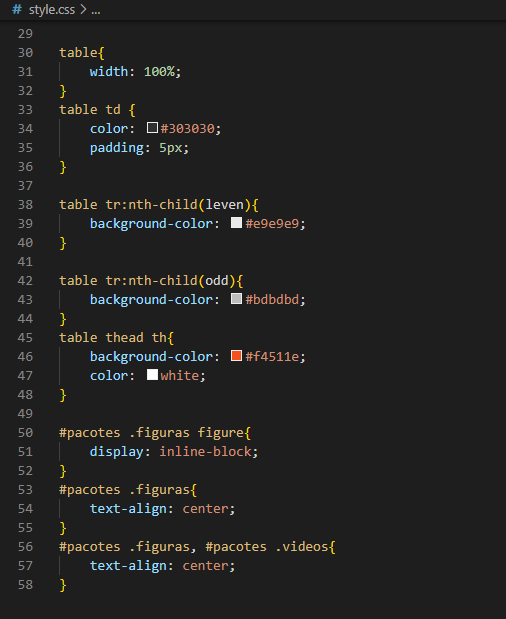 # style.css > ...
29
30 table{
31 width: 100%;
32 }
33 table td {
34 color: #303030;
35 padding: 5px;
36 }
37
38 table tr:nth-child(leven){
39 background-color: #e9e9e9;
40 }
41
42 table tr:nth-child(odd){
43 background-color: #bdbdbd;
44 }
45 table thead th{
46 background-color: #f4511e;
47 color: white;
48 }
49
50 #pacotes .figuras figure{
51 display: inline-block;
52 }
53 #pacotes .figuras{
54 text-align: center;
55 }
56 #pacotes .figuras, #pacotes .videos{
57 text-align: center;
58 }